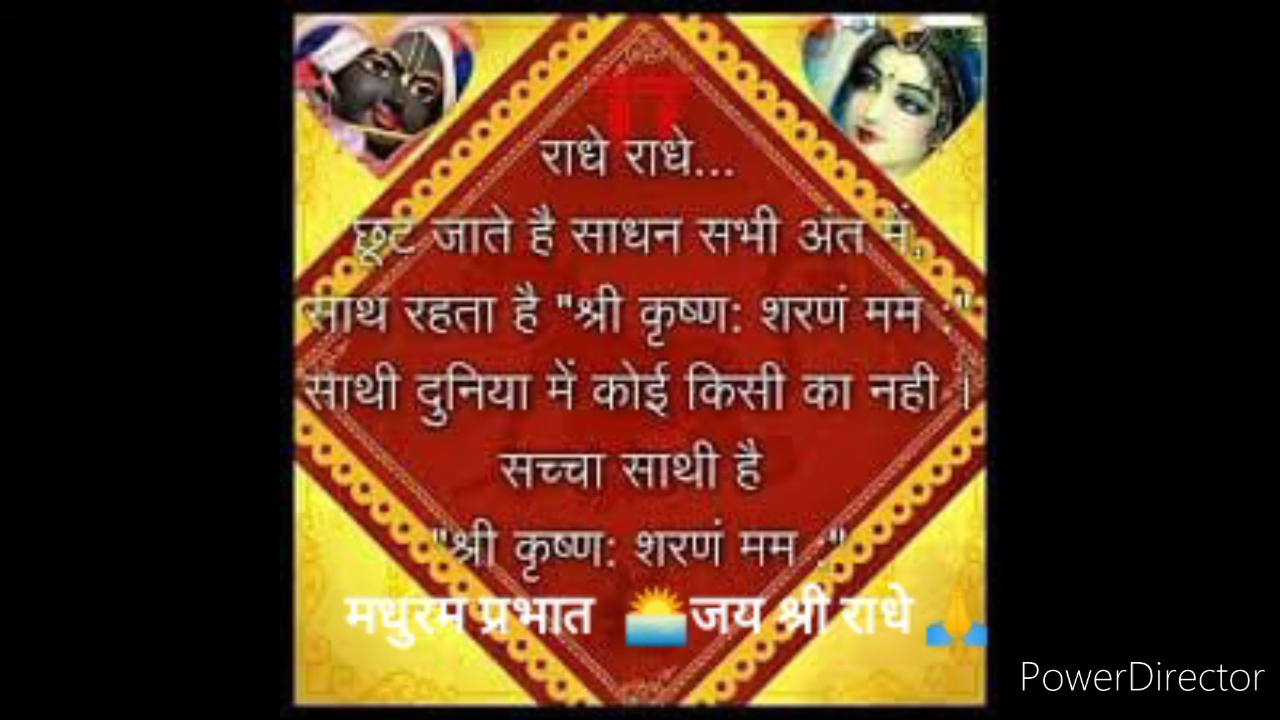 राधे राधे...
छूट जाते है साधन सभी अंत में,
साथ रहता है "श्री कृष्ण: शरणं मम :"
साथी दुनिया में कोई किसी का नही ।
सच्चा साथी है
"श्री कृष्ण: शरणं मम :"
मधुरम प्रभात 🌅जय श्री राधे 🙏
PowerDirector